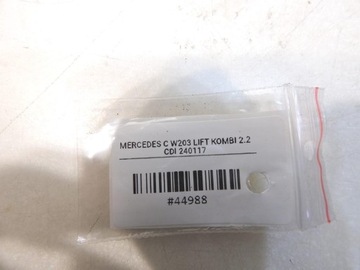 MERCEDES C W203 LIFT KOMBI 2.2
CDI 240117
#44988